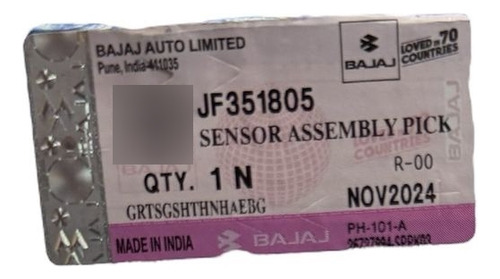 BAJAJ AUTO LIMITED
Pune, India-411035
BAJAJ
LOVED IN 70
COUNTRIES
JF351805
SENSOR ASSEMBLY PICK
R-00
QTY. 1 N
NOV2024
GRTSGSHTHNHAEBG
PH-101-A
MADE IN INDIA
BAJAJ